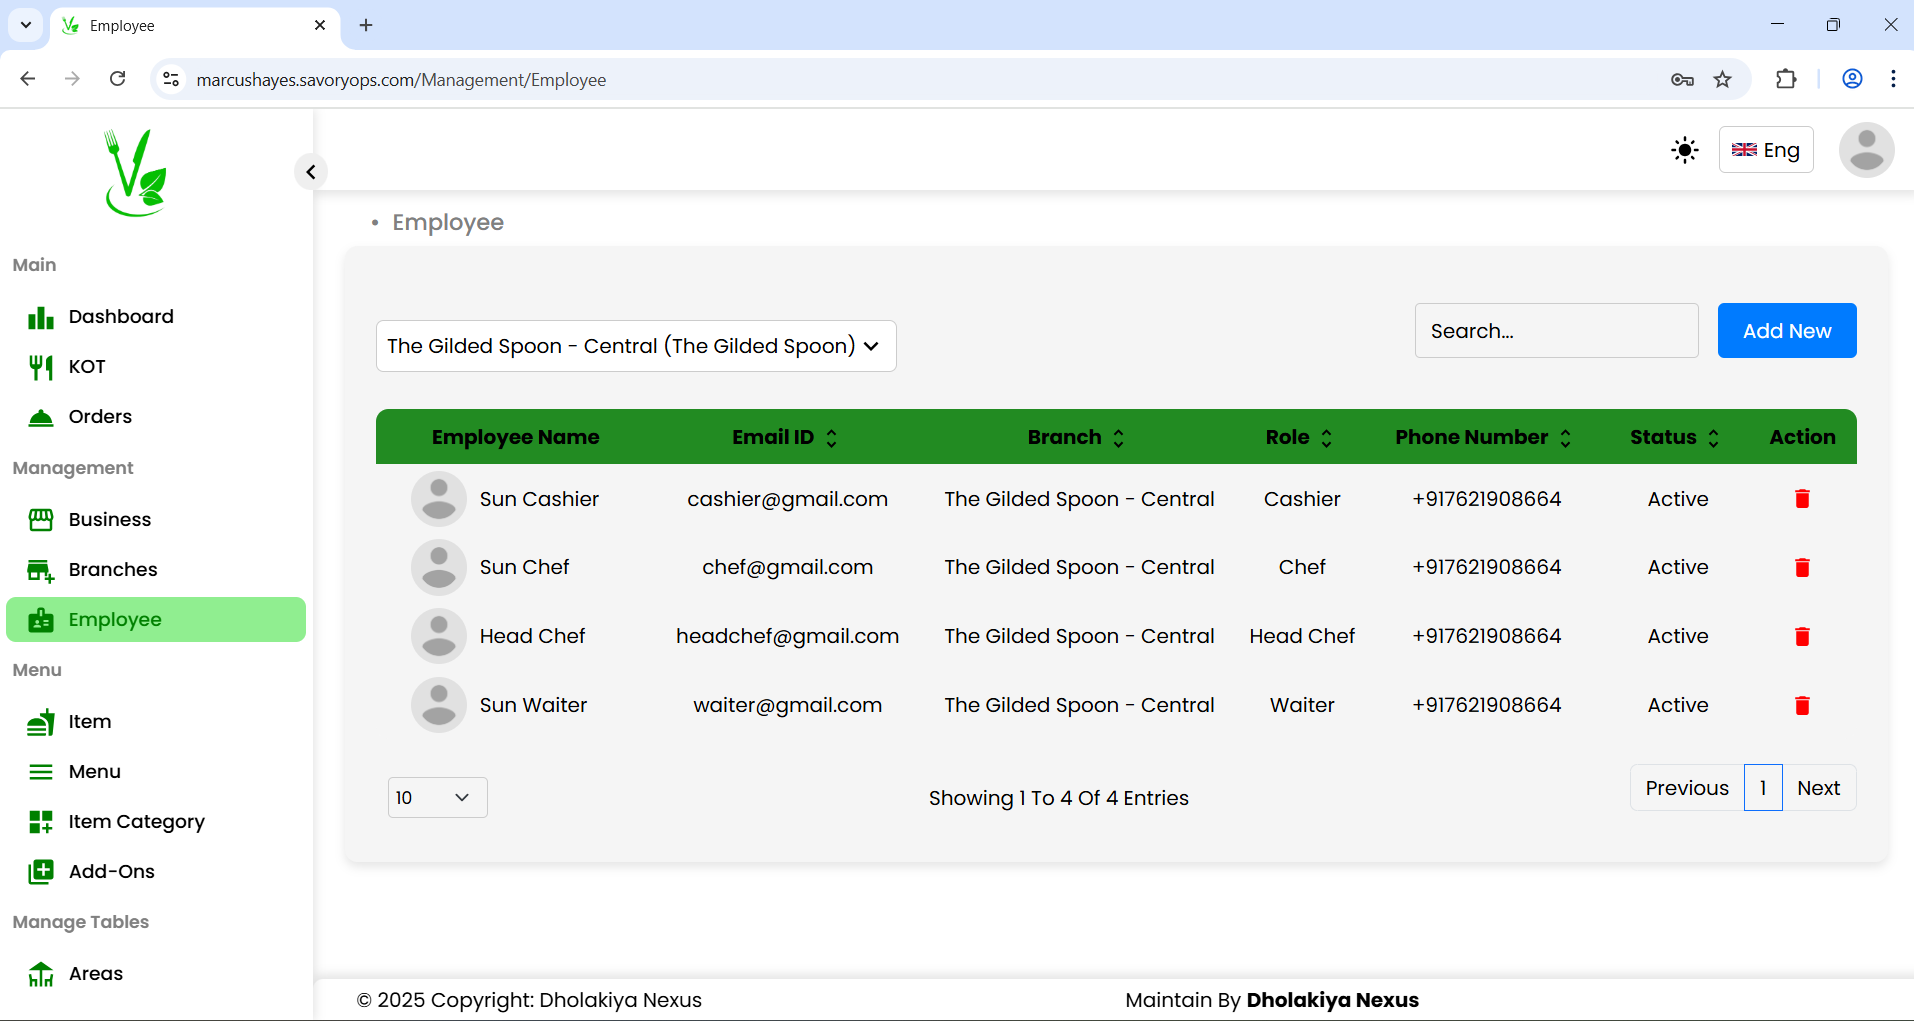 Employee
marcushayes.savoryops.com/Management/Employee
Eng
• Employee
Main
Dashboard
KOT
Orders
Management
Business
Branches
Employee
Menu
Item
Menu
Item Category
Add-Ons
Manage Tables
Areas
The Gilded Spoon - Central (The Gilded Spoon)
Search...
Add New
Employee Name Email ID Branch Role Phone Number Status Action
Sun Cashier cashier@gmail.com The Gilded Spoon - Central Cashier +917621908664 Active
Sun Chef chef@gmail.com The Gilded Spoon - Central Chef +917621908664 Active
Head Chef headchef@gmail.com The Gilded Spoon - Central Head Chef +917621908664 Active
Sun Waiter waiter@gmail.com The Gilded Spoon - Central Waiter +917621908664 Active
10
Showing 1 To 4 Of 4 Entries
Previous 1 Next
© 2025 Copyright: Dholakiya Nexus
Maintain By Dholakiya Nexus